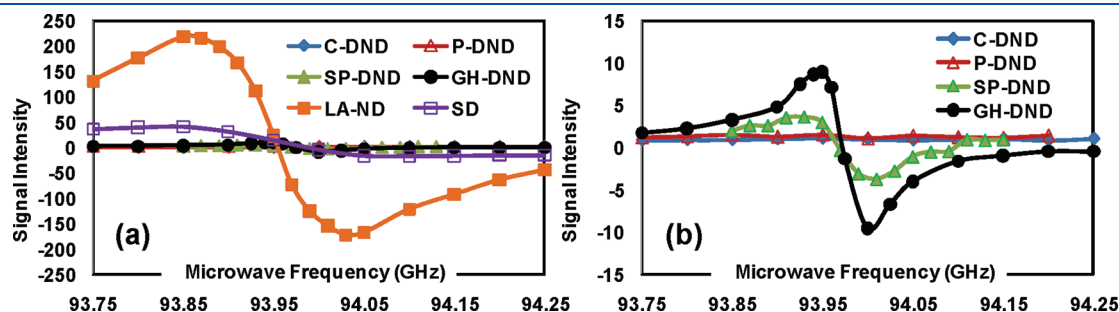 Signal Intensity
250
200
150
100
50
0
-50
-100
-150
-200
-250
C-DND
P-DND
SP-DND
GH-DND
LA-ND
SD
(a)
Microwave Frequency (GHz)
93.75 93.85 93.95 94.05 94.15 94.25
Signal Intensity
15
10
5
0
-5
-10
-15
C-DND
P-DND
SP-DND
GH-DND
(b)
Microwave Frequency (GHz)
93.75 93.85 93.95 94.05 94.15 94.25